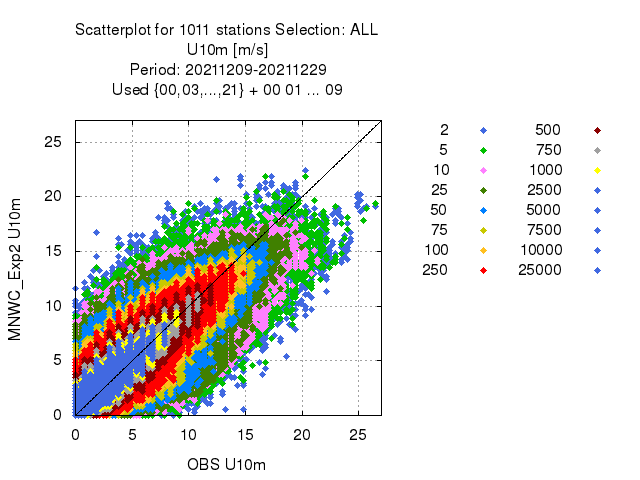 Scatterplot for 1011 stations Selection: ALL
U10m [m/s]
Period: 20211209-20211229
Used {00,03,...,21} + 00 01 ... 09
25
20
15
10
5
0
0 5 10 15 20 25
MNWC_Exp2 U10m
OBS U10m
2 500
5 750
10 1000
25 2500
50 5000
75 7500
100 10000
250 25000